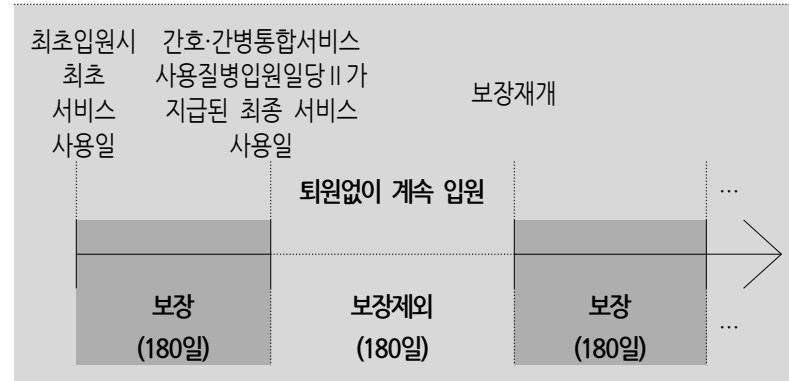 최초입원시
최초
서비스
사용일
간호·간병통합서비스
사용질병입원일당Ⅱ가
지급된 최종 서비스
사용일
보장재개
퇴원없이 계속 입원
…
보장
(180일)
보장제외
(180일)
보장
(180일)
…